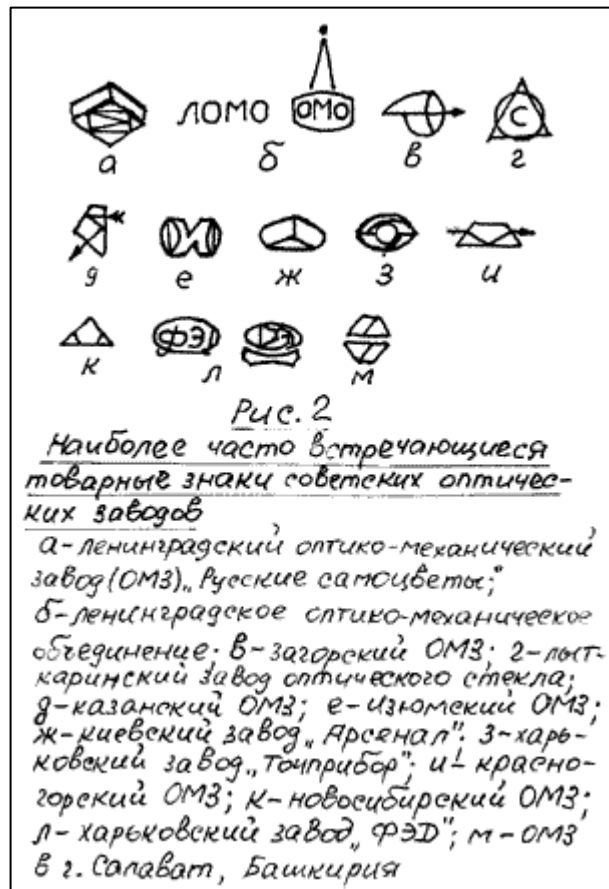 а
ЛОМО
ОМО
б
в
С
г
д
е
ж
з
и
к
ФЭД
л
м
Рис. 2
Наиболее часто встречающиеся
товарные знаки советских оптичес-
ких заводов
а-ленинградский оптико-механический
завод (ОМЗ) „Русские самоцветы;"
б-ленинградское оптико-механическое
объединение; в-загорский ОМЗ; г-лыт-
каринский завод оптического стекла;
д-казанский ОМЗ; е-изюмский ОМЗ;
ж-киевский завод „Арсенал"; з-харь-
ковский завод „Точприбор"; и-красно-
горский ОМЗ; к-новосибирский ОМЗ;
л-харьковский завод „ФЭД"; м-ОМЗ
в г. Салават, Башкирия